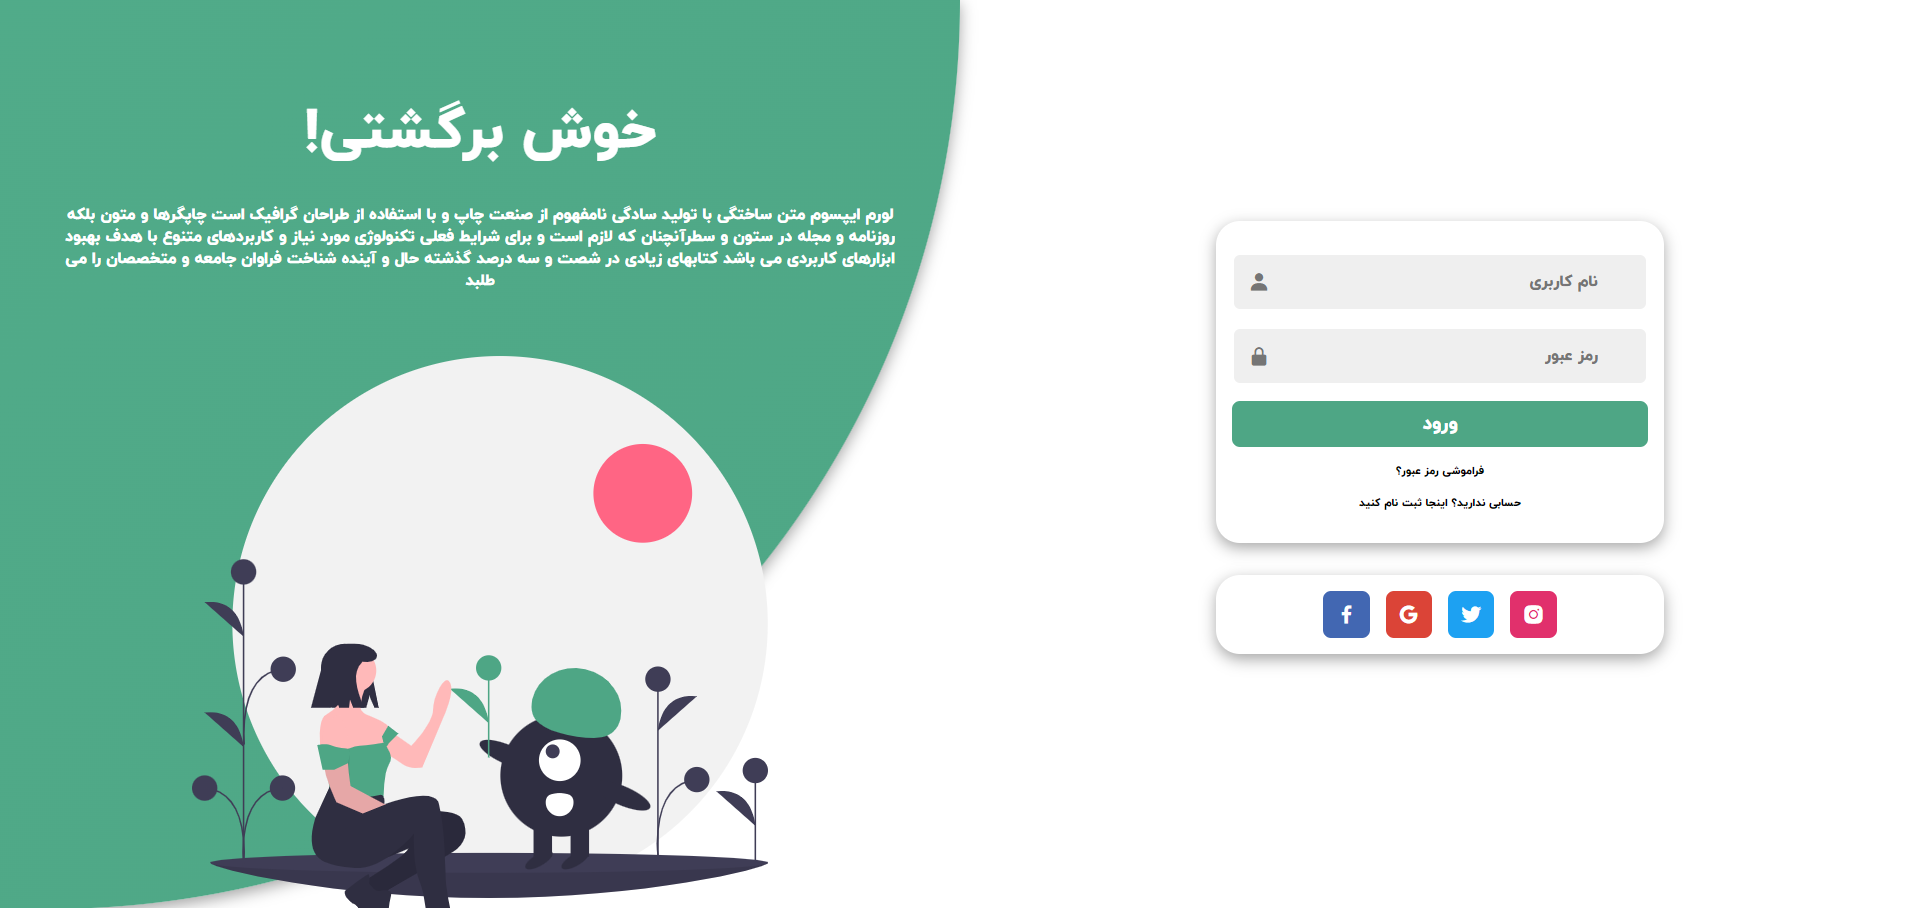 خوش برگشتی!
لورم ایپسوم متن ساختگی با تولید سادگی نامفهوم از صنعت چاپ و با استفاده از طراحان گرافیک است چاپگرها و متون بلکه
روزنامه و مجله در ستون و سطرآنچنان که لازم است و برای شرایط فعلی تکنولوژی مورد نیاز و کاربردهای متنوع با هدف بهبود
ابزارهای کاربردی می باشد کتابهای زیادی در شصت و سه درصد گذشته حال و آینده شناخت فراوان جامعه و متخصصان را می
طلبد
نام کاربری
رمز عبور
ورود
فراموشی رمز عبور؟
حسابی ندارید؟ اینجا ثبت نام کنید